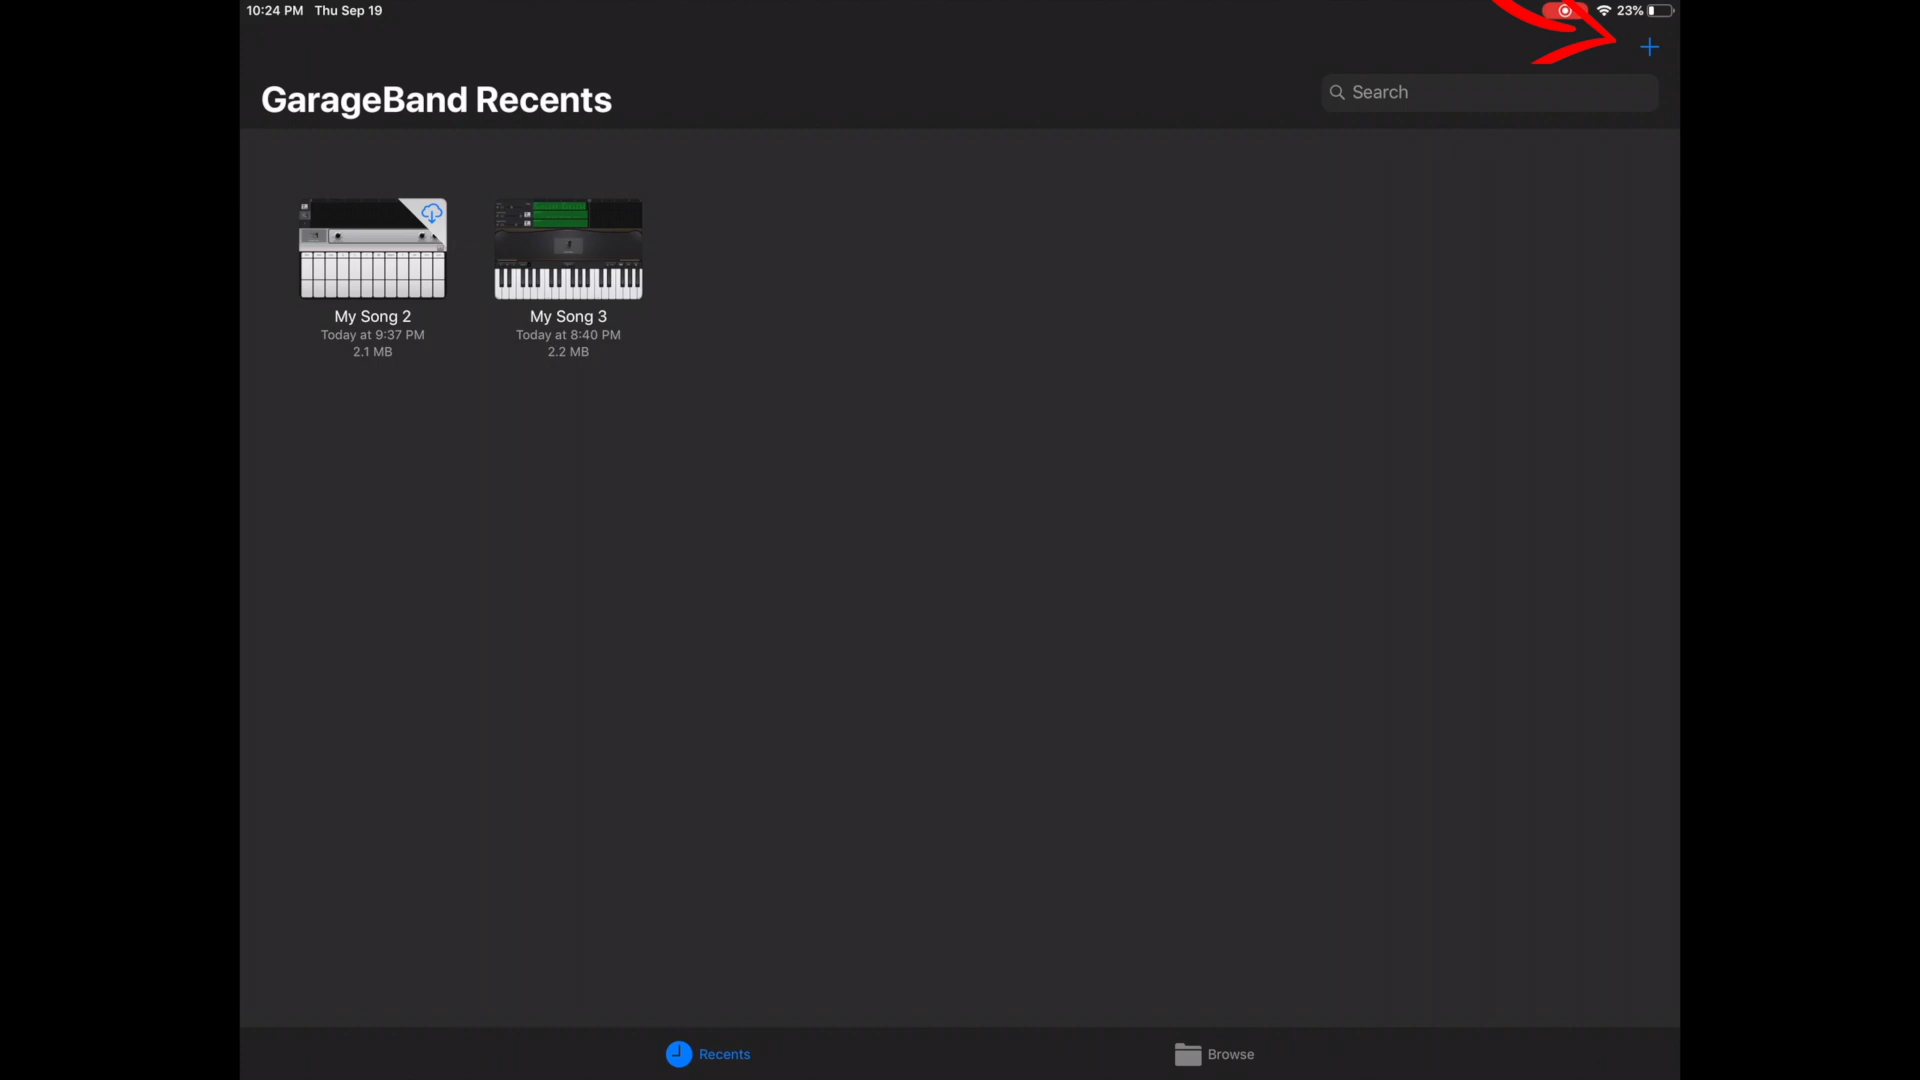 10:24 PM Thu Sep 19
23%
GarageBand Recents
Search
My Song 2
Today at 9:37 PM
2.1 MB
My Song 3
Today at 8:40 PM
2.2 MB
Recents
Browse